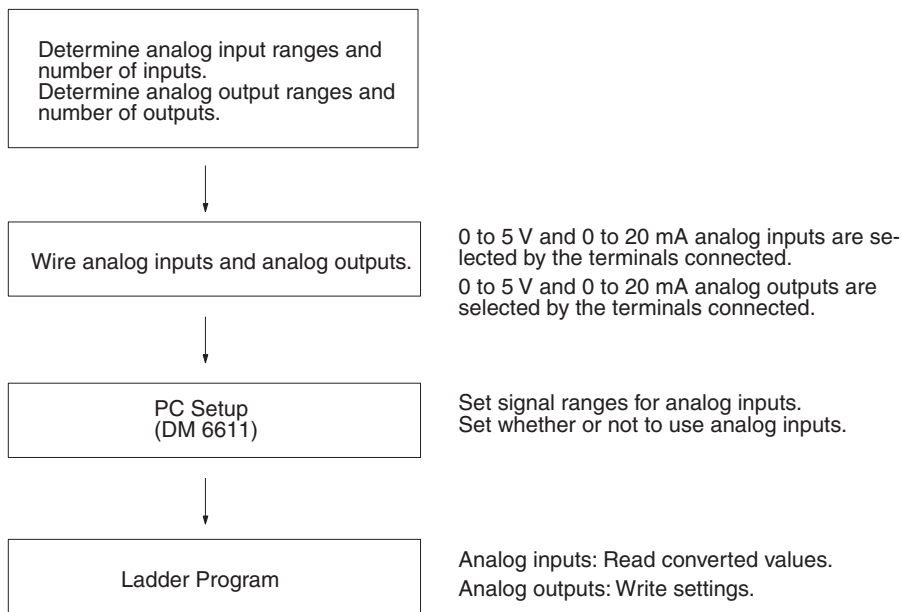 Determine analog input ranges and
number of inputs.
Determine analog output ranges and
number of outputs.
Wire analog inputs and analog outputs.
0 to 5 V and 0 to 20 mA analog inputs are se-
lected by the terminals connected.
0 to 5 V and 0 to 20 mA analog outputs are
selected by the terminals connected.
PC Setup
(DM 6611)
Set signal ranges for analog inputs.
Set whether or not to use analog inputs.
Ladder Program
Analog inputs: Read converted values.
Analog outputs: Write settings.